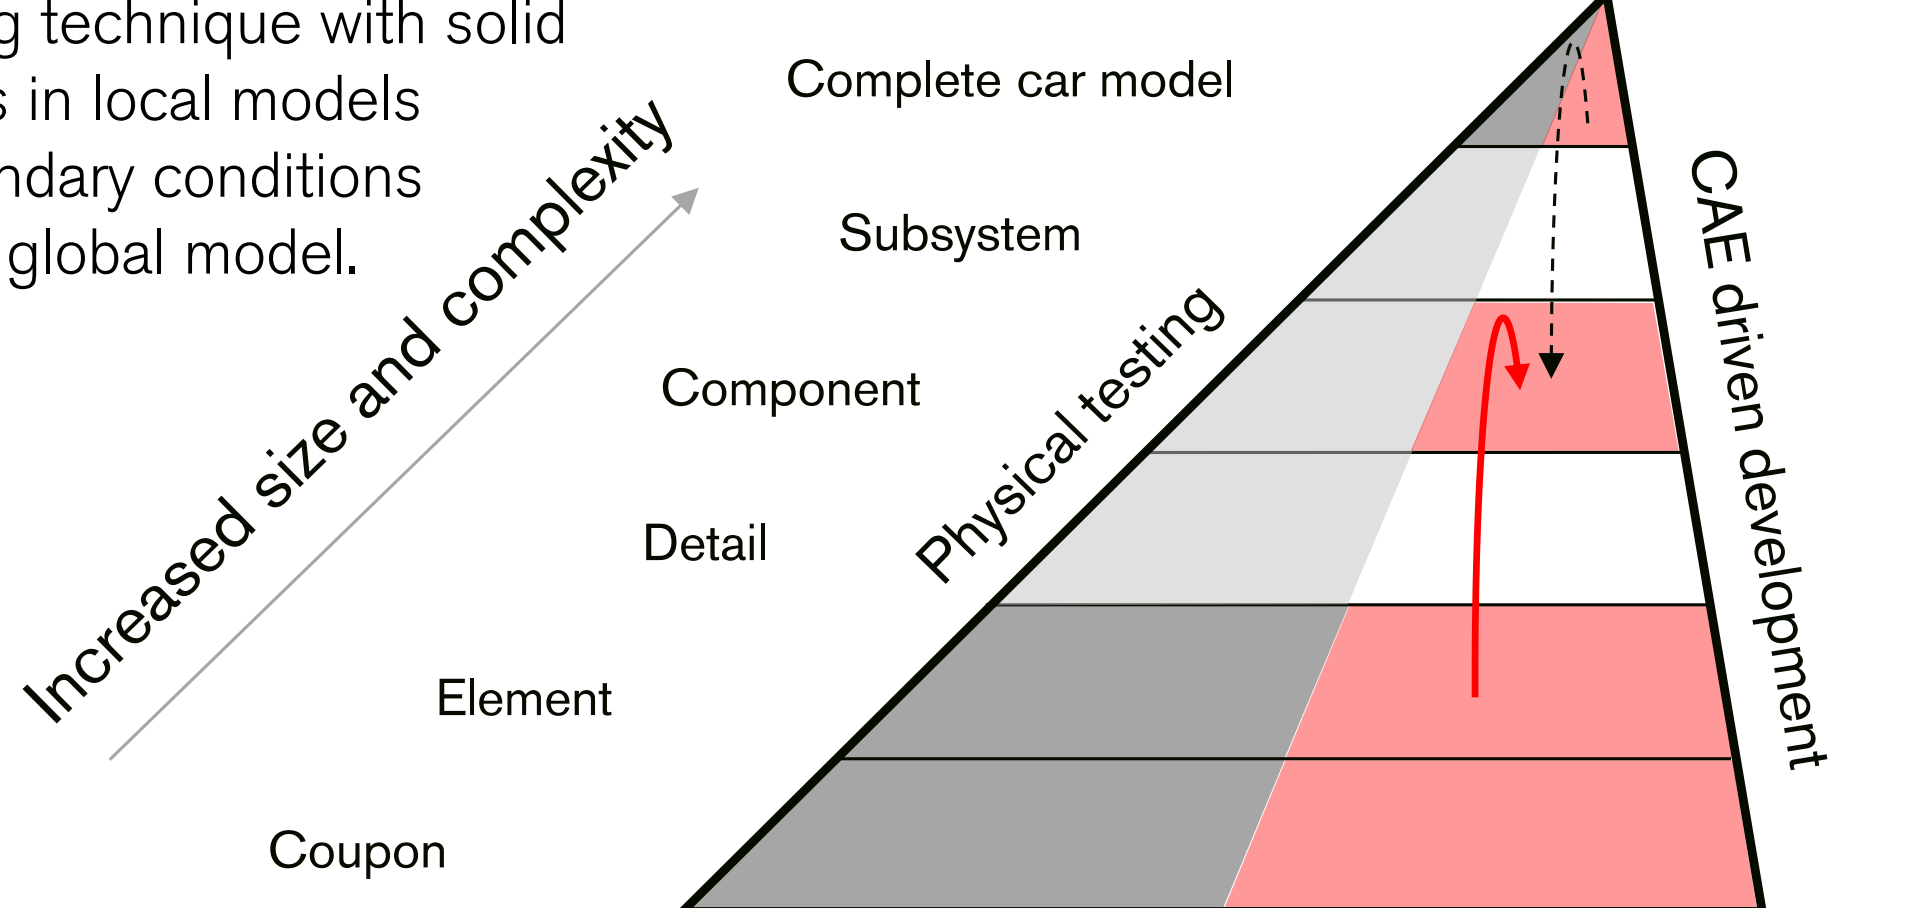 technique with solid
in local models
conditions
global model.
Increased size and complexity
Complete car model
Subsystem
Component
Detail
Element
Coupon
Physical testing
CAE driven development